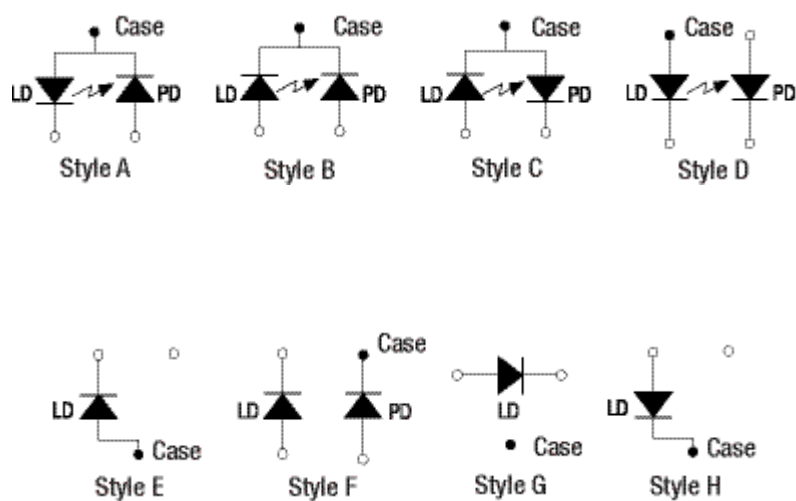 Case Case Case Case
LD PD LD PD LD PD LD PD
Style A Style B Style C Style D
Case
LD LD PD LD LD
Case Case Case
Style E Style F Style G Style H